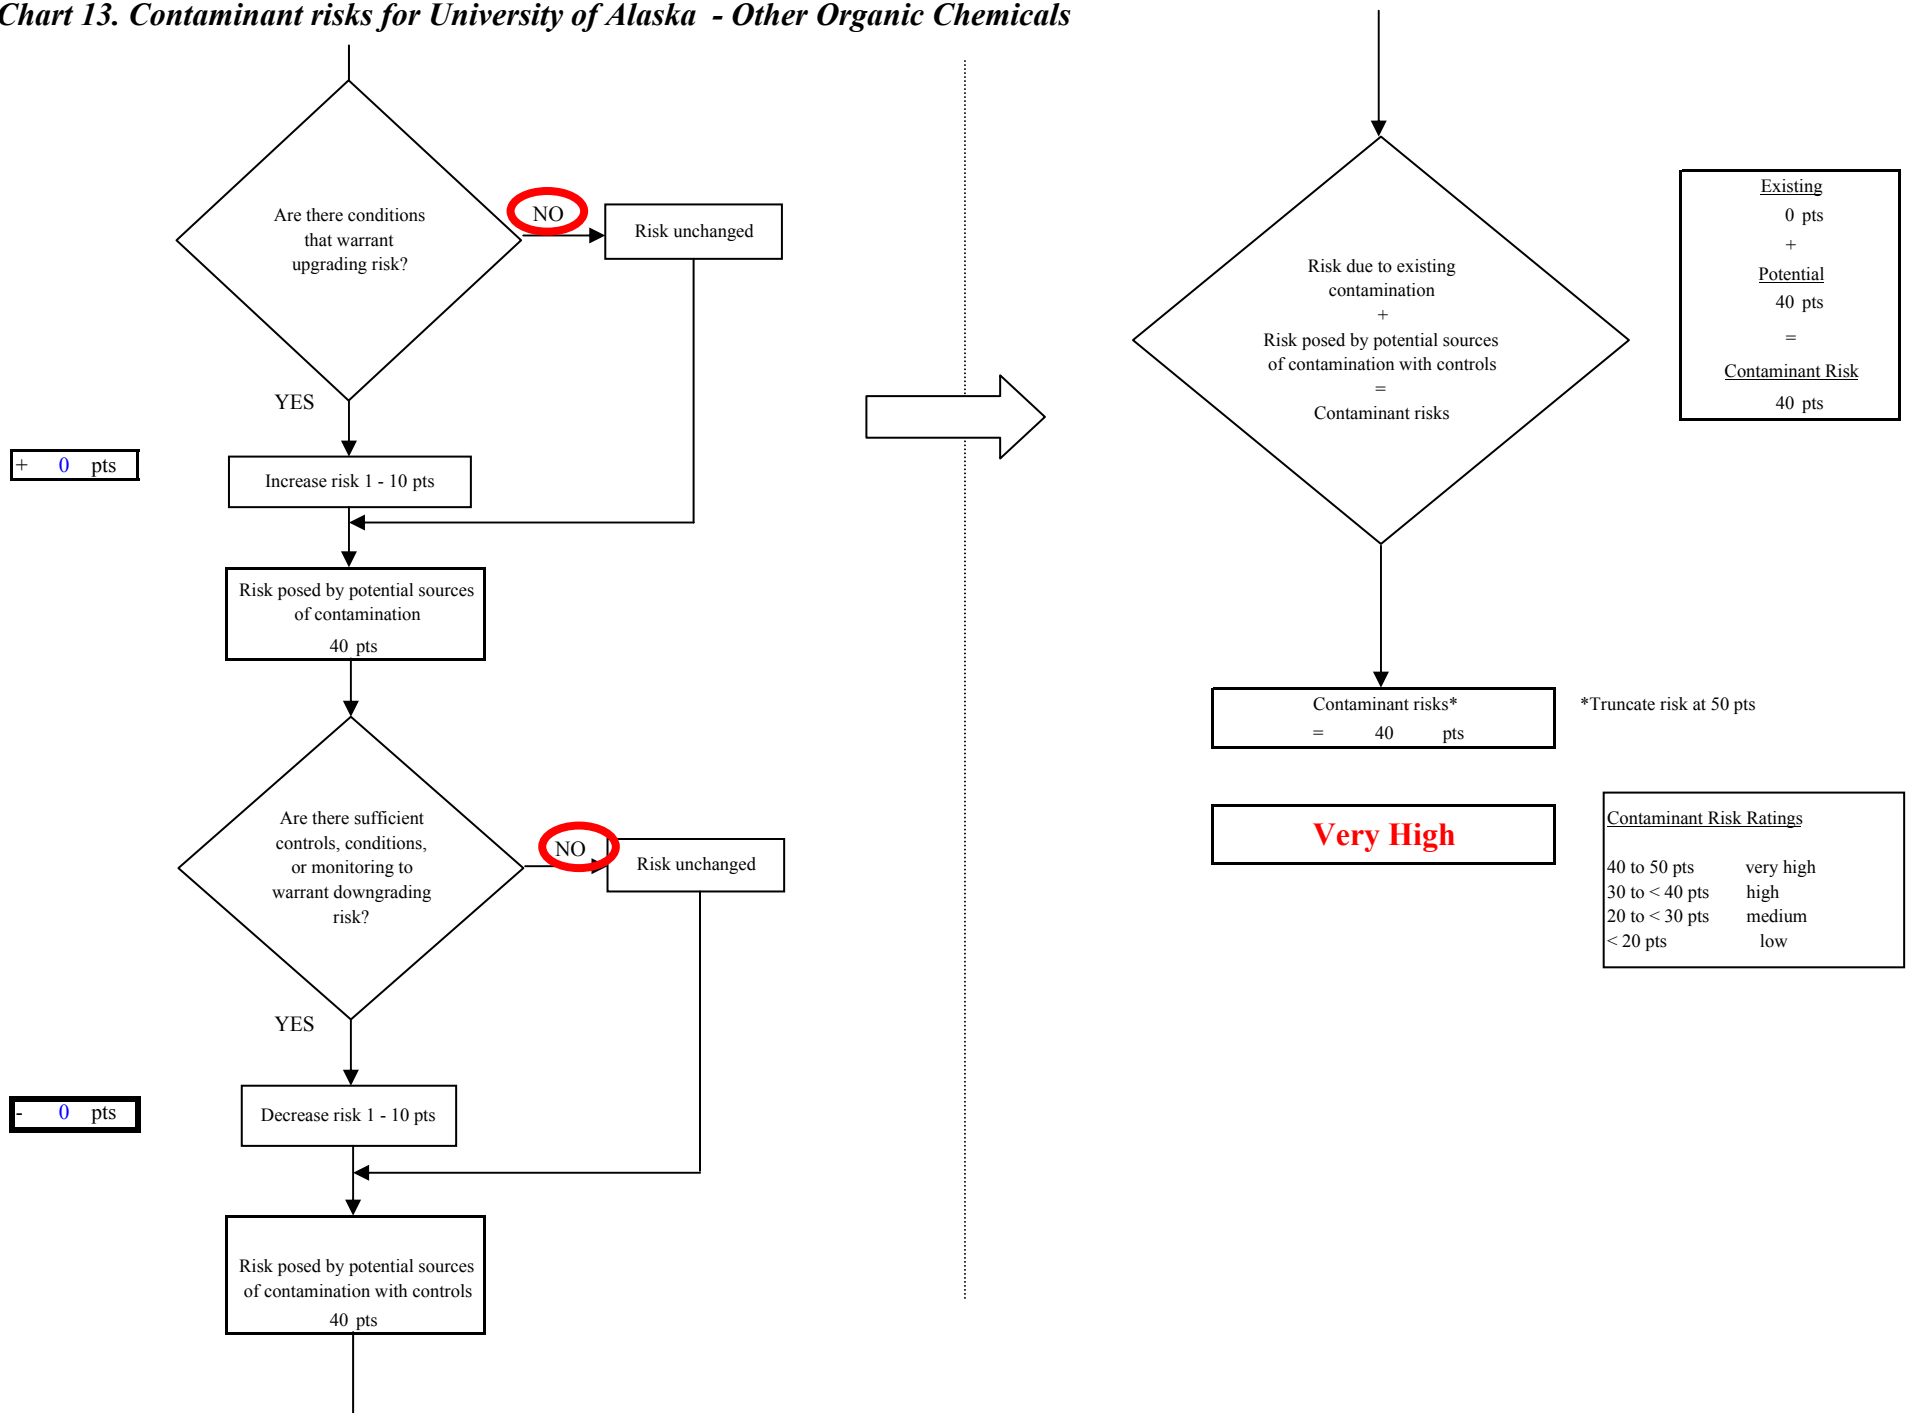 Chart 13. Contaminant risks for University of Alaska - Other Organic Chemicals
Are there conditions
that warrant
upgrading risk?
NO
Risk unchanged
YES
+ 0 pts
Increase risk 1 - 10 pts
Risk posed by potential sources
of contamination
40 pts
Are there sufficient
controls, conditions,
or monitoring to
warrant downgrading
risk?
NO
Risk unchanged
YES
- 0 pts
Decrease risk 1 - 10 pts
Risk posed by potential sources
of contamination with controls
40 pts
Risk due to existing
contamination
+
Risk posed by potential sources
of contamination with controls
=
Contaminant risks
Existing
0 pts
+
Potential
40 pts
=
Contaminant Risk
40 pts
Contaminant risks*
= 40 pts
*Truncate risk at 50 pts
Very High
Contaminant Risk Ratings
40 to 50 pts very high
30 to < 40 pts high
20 to < 30 pts medium
< 20 pts low